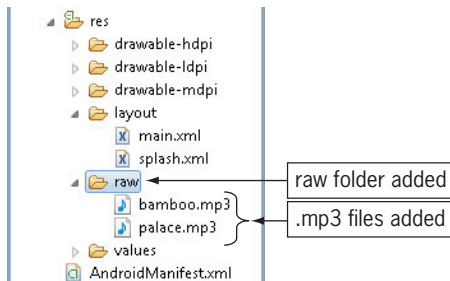 res
drawable-hdpi
drawable-ldpi
drawable-mdpi
layout
main.xml
splash.xml
raw
raw folder added
bamboo.mp3
.mp3 files added
palace.mp3
values
AndroidManifest.xml